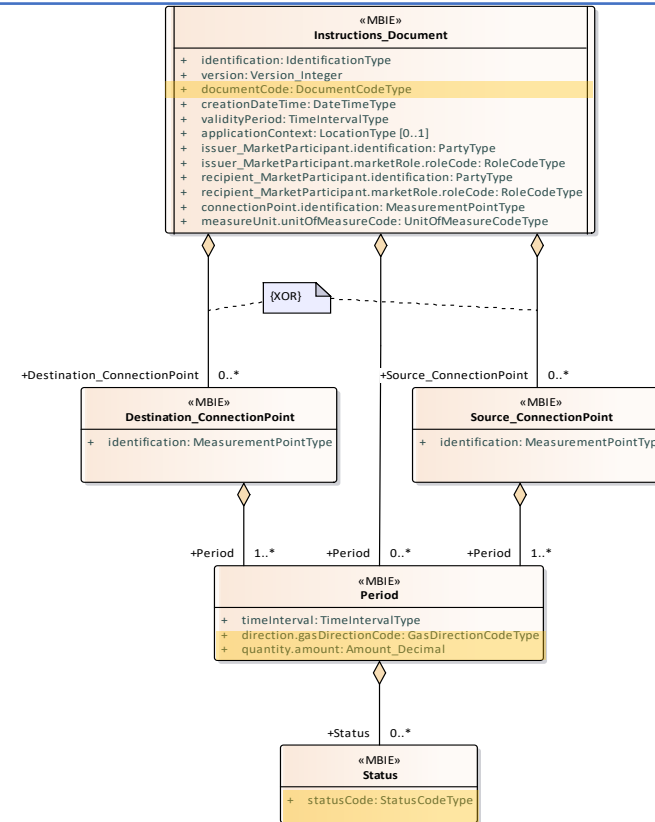 «MBIE»
Instructions_Document
+ identification: IdentificationType
+ version: Version_Integer
+ documentCode: DocumentCodeType
+ creationDateTime: DateTimeType
+ validityPeriod: TimeIntervalType
+ applicationContext: LocationType [0..1]
+ issuer_MarketParticipant.identification: PartyType
+ issuer_MarketParticipant.marketRole.roleCode: RoleCodeType
+ recipient_MarketParticipant.identification: PartyType
+ recipient_MarketParticipant.marketRole.roleCode: RoleCodeType
+ connectionPoint.identification: MeasurementPointType
+ measureUnit.unitOfMeasureCode: UnitOfMeasureCodeType
{XOR}
+Destination_ConnectionPoint 0..*
+Source_ConnectionPoint 0..*
«MBIE»
Destination_ConnectionPoint
+ identification: MeasurementPointType
«MBIE»
Source_ConnectionPoint
+ identification: MeasurementPointTyp
+Period 1..*
+Period 0..*
+Period 1..*
«MBIE»
Period
+ timeInterval: TimeIntervalType
+ direction.gasDirectionCode: GasDirectionCodeType
+ quantity.amount: Amount_Decimal
+Status 0..*
«MBIE»
Status
+ statusCode: StatusCodeType